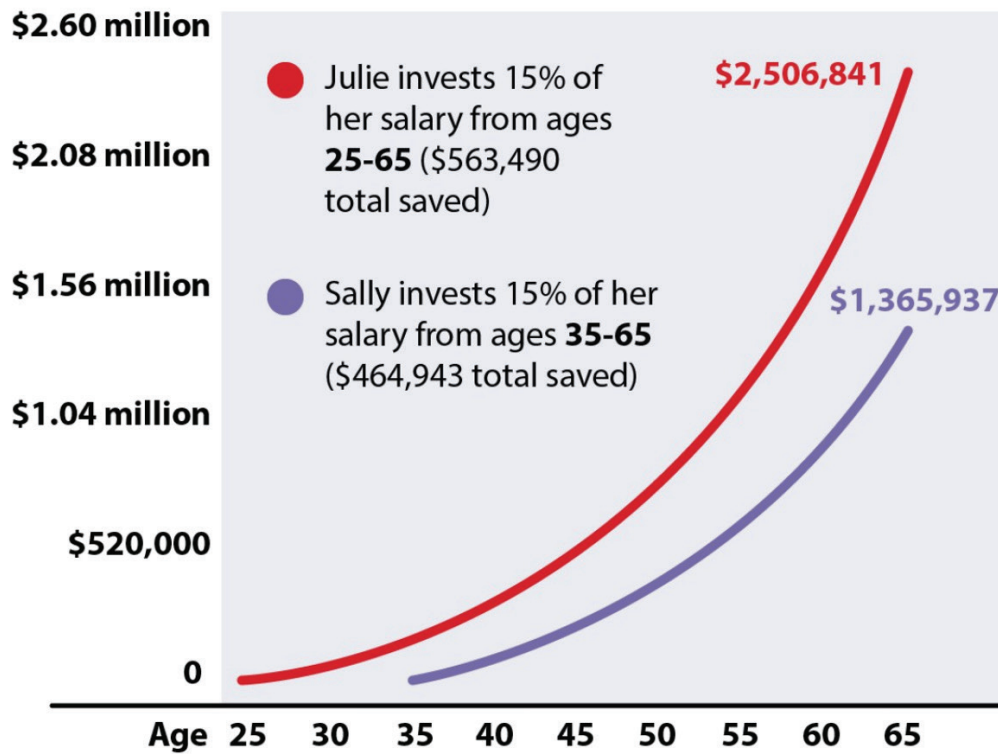 $2.60 million
$2.08 million
$1.56 million
$1.04 million
$520,000
0
Julie invests 15% of
her salary from ages
25-65 ($563,490
total saved)
$2,506,841
Sally invests 15% of her
salary from ages 35-65
($464,943 total saved)
$1,365,937
Age 25 30 35 40 45 50 55 60 65